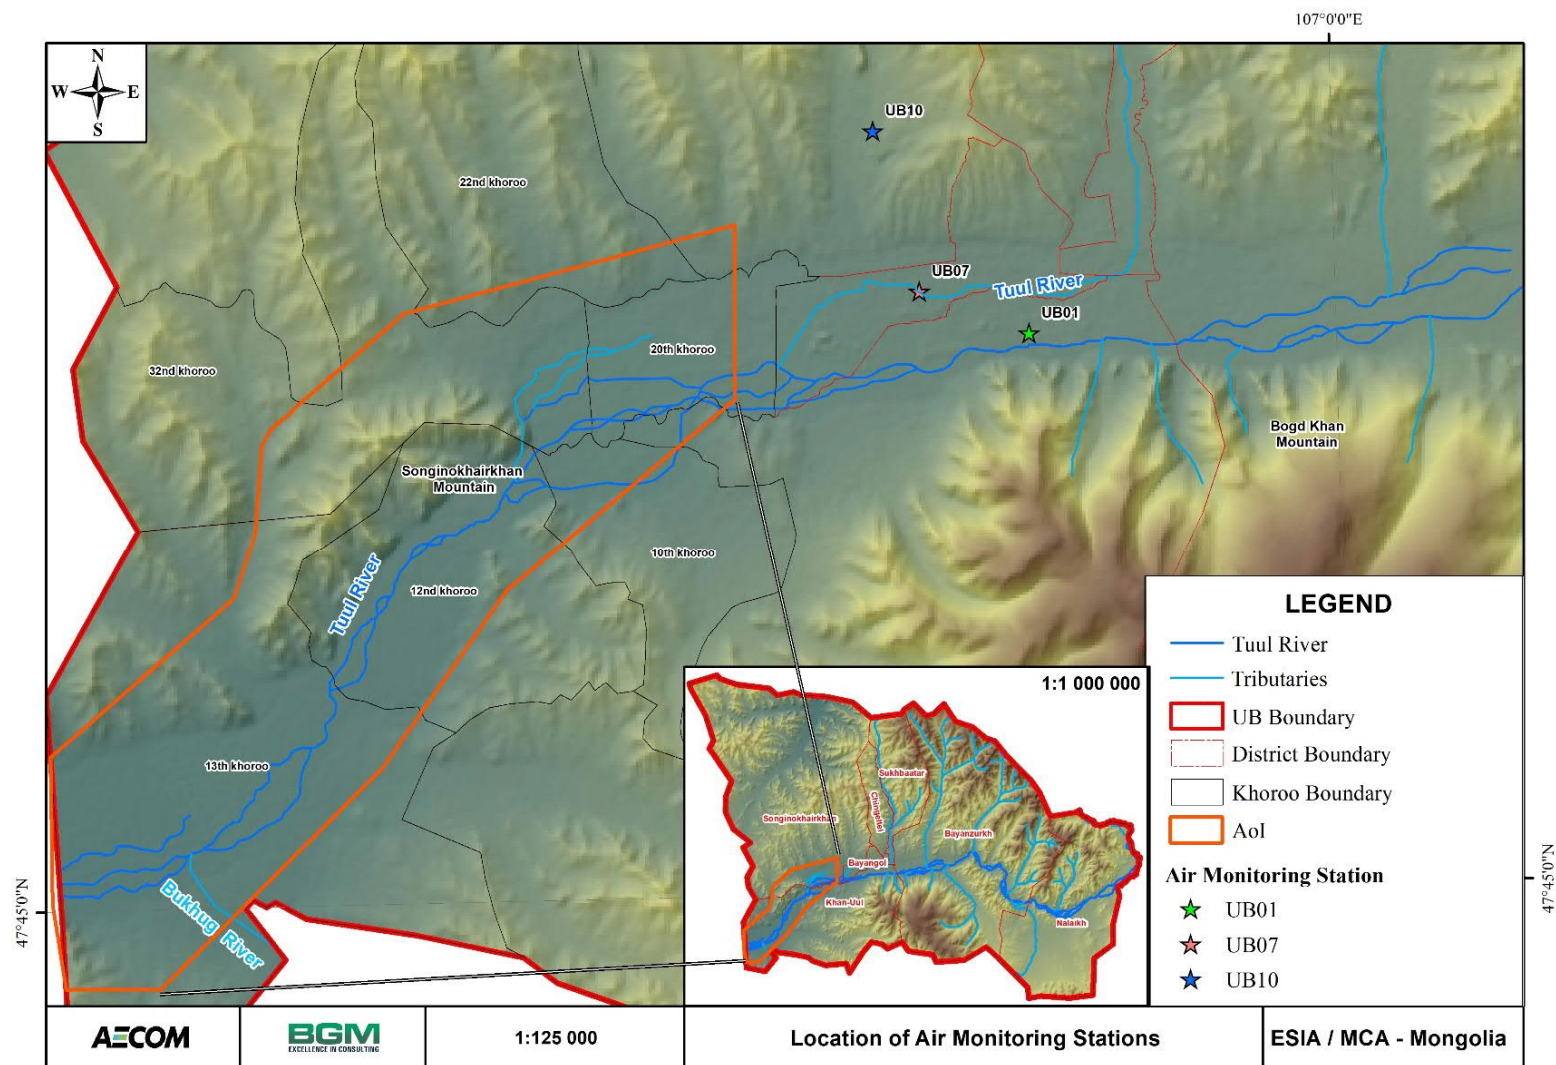 107°0'0"E
N
W E
S
UB10
22nd khoroo
UB07
Tuul River
UB01
20th khoroo
32nd khoroo
Bogd Khan
Mountain
Songinokhairkhan
Mountain
10th khoroo
Tuul River
12nd khoroo
13th khoroo
Bukhug River
47°45'0"N
47°45'0"N
1:1 000 000
Sukhbaatar
Chingeltei
Songinokhairkhan
Bayanzurkh
Bayangol
Khan-Uul
Nalaikh
LEGEND
Tuul River
Tributaries
UB Boundary
District Boundary
Khoroo Boundary
AoI
Air Monitoring Station
UB01
UB07
UB10
AECOM
BGM
EXCELLENCE IN CONSULTING
1:125 000
Location of Air Monitoring Stations
ESIA / MCA - Mongolia